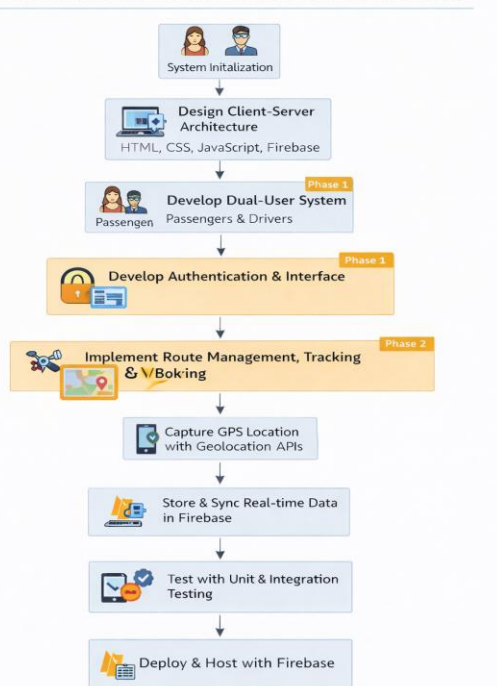 System Initalization
Design Client-Server
Architecture
HTML, CSS, JavaScript, Firebase
Phase 1
Develop Dual-User System
Passengen
Passengers & Drivers
Phase 1
Develop Authentication & Interface
Phase 2
Implement Route Management, Tracking
& VBok·ing
Capture GPS Location
with Geolocation APIs
Store & Sync Real-time Data
in Firebase
Test with Unit & Integration
Testing
Deploy & Host with Firebase